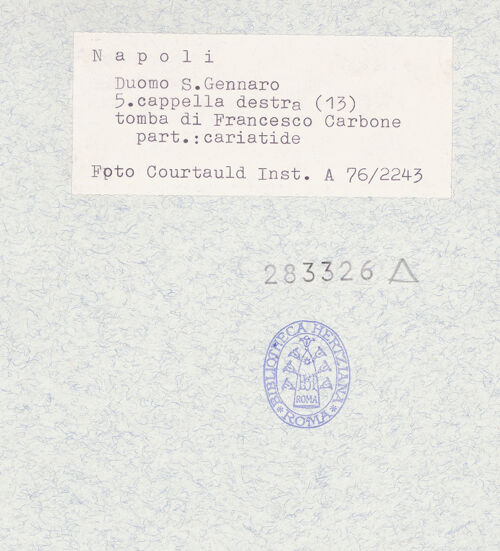 Napoli
Duomo S.Gennaro
5.cappella destra (13)
tomba di Francesco Carbone
part.:cariatide
Foto Courtauld Inst. A 76/2243
283326 △
BIBLIOTHECA HERTZIANA
ROMA
* ROMA *